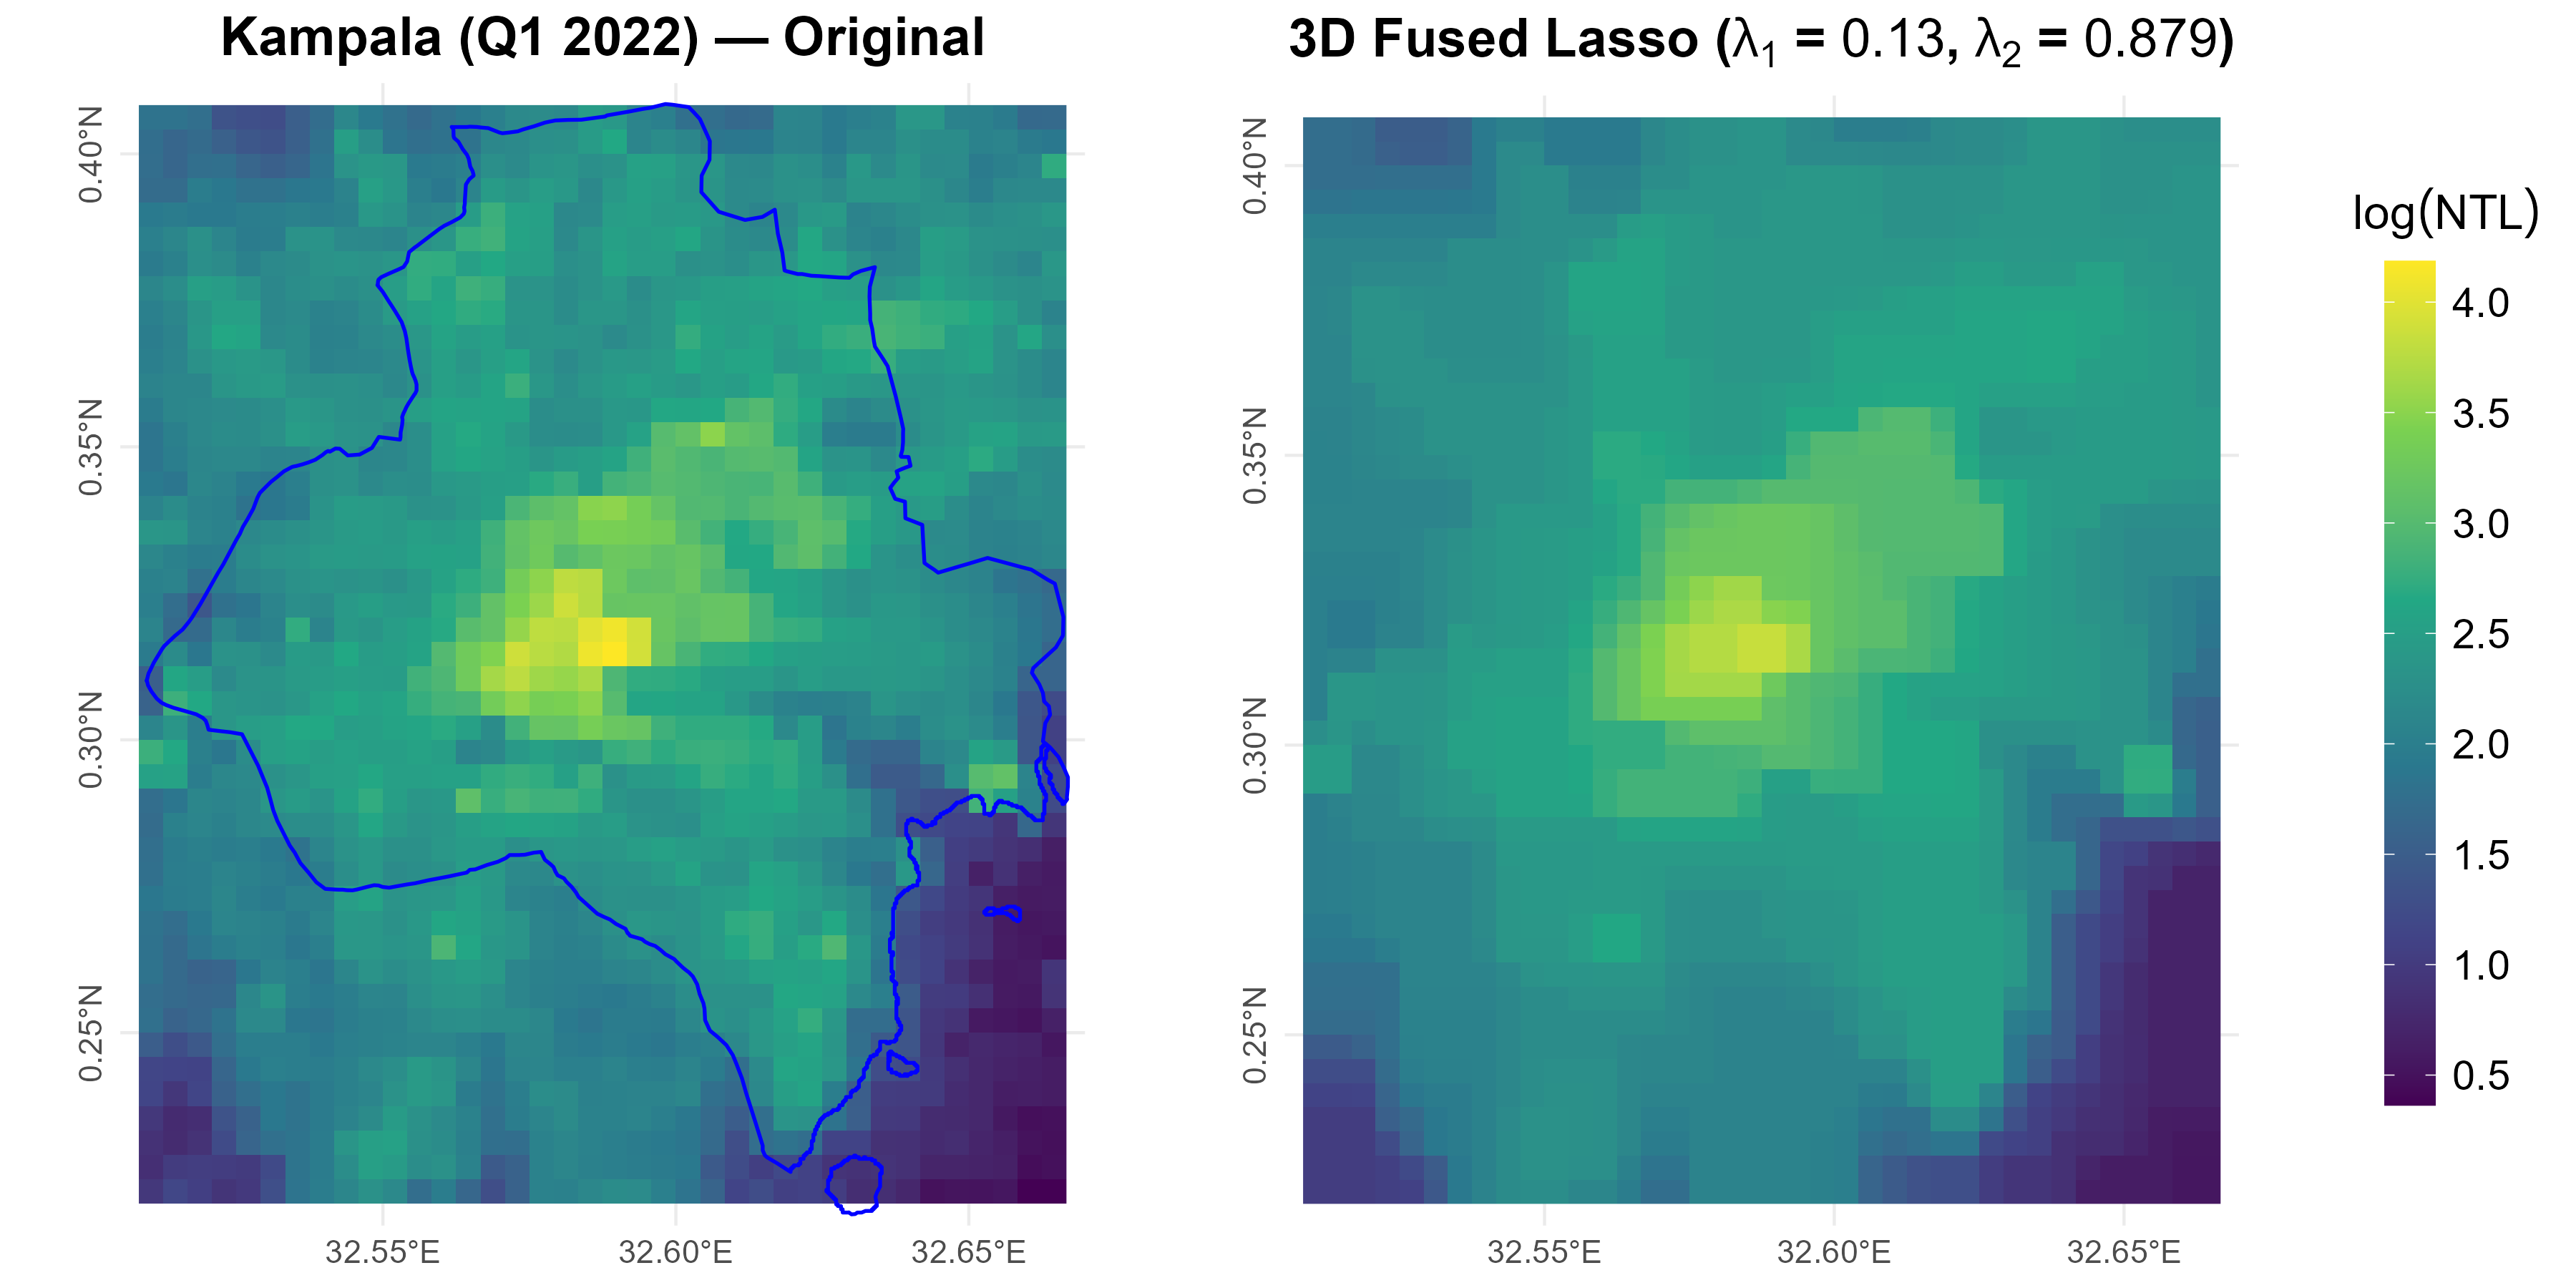 Kampala (Q1 2022) — Original
0.40°N
0.35°N
0.30°N
0.25°N
32.55°E
32.60°E
32.65°E
3D Fused Lasso (λ₁ = 0.13, λ₂ = 0.879)
0.40°N
0.35°N
0.30°N
0.25°N
32.55°E
32.60°E
32.65°E
log(NTL)
4.0
3.5
3.0
2.5
2.0
1.5
1.0
0.5